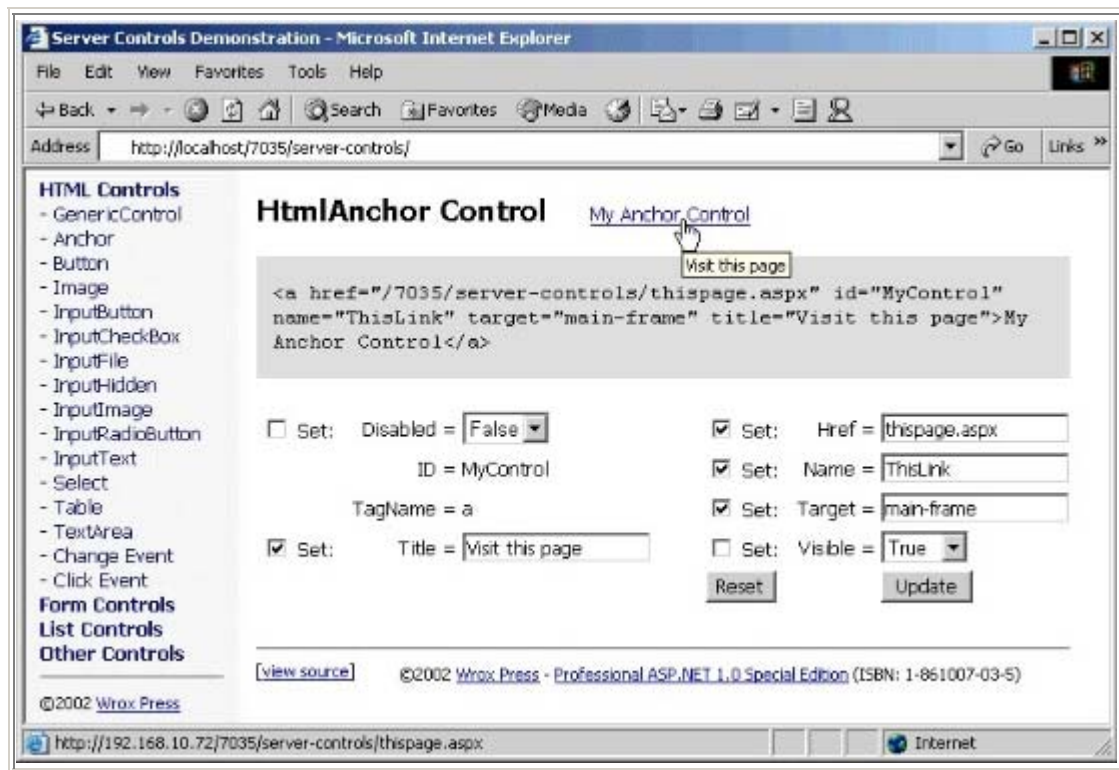 Server Controls Demonstration - Microsoft Internet Explorer
File Edit View Favorites Tools Help
Back Search Favorites Media
Address http://localhost/7035/server-controls/ Go Links »
HTML Controls
- GenericControl
- Anchor
- Button
- Image
- InputButton
- InputCheckBox
- InputFile
- InputHidden
- InputImage
- InputRadioButton
- InputText
- Select
- Table
- TextArea
- Change Event
- Click Event
Form Controls
List Controls
Other Controls
©2002 Wrox Press
HtmlAnchor Control My Anchor Control
Visit this page
<a href="/7035/server-controls/thispage.aspx" id="MyControl"
name="ThisLink" target="main-frame" title="Visit this page">My
Anchor Control</a>
Set: Disabled = False Set: Href = thispage.aspx
ID = MyControl Set: Name = ThisLink
TagName = a Set: Target = main-frame
Set: Title = Visit this page Set: Visible = True
Reset Update
[view source] ©2002 Wrox Press - Professional ASP.NET 1.0 Special Edition (ISBN: 1-861007-03-5)
http://192.168.10.72/7035/server-controls/thispage.aspx Internet